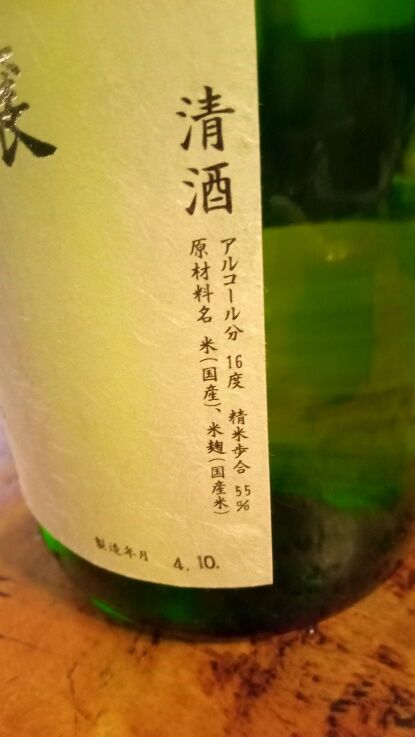 醸
清酒
アルコール分 16度 精米歩合 55%
原材料名 米(国産)、米麹(国産米)
製造年月 4.10.